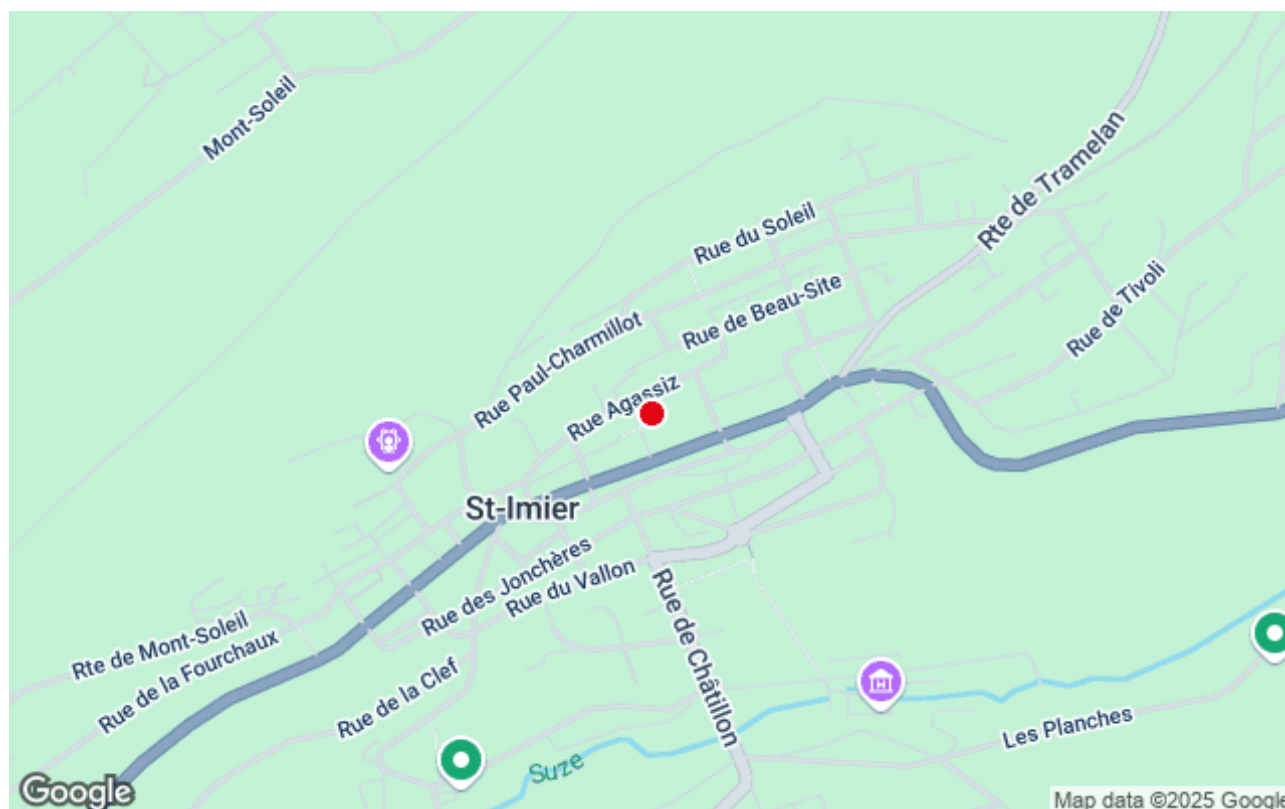 Mont-Soleil
Rte de Tramelan
Rue du Soleil
Rue de Tivoli
Rue de Beau-Site
Rue Paul-Charmillot
Rue Agassiz
St-Imier
Rue des Jonchères
Rue du Vallon
Rue de Châtillon
Rte de Mont-Soleil
Rue de la Fourchaux
Rue de la Clef
H
Les Planches
Suze
Google
Map data ©2025 Google